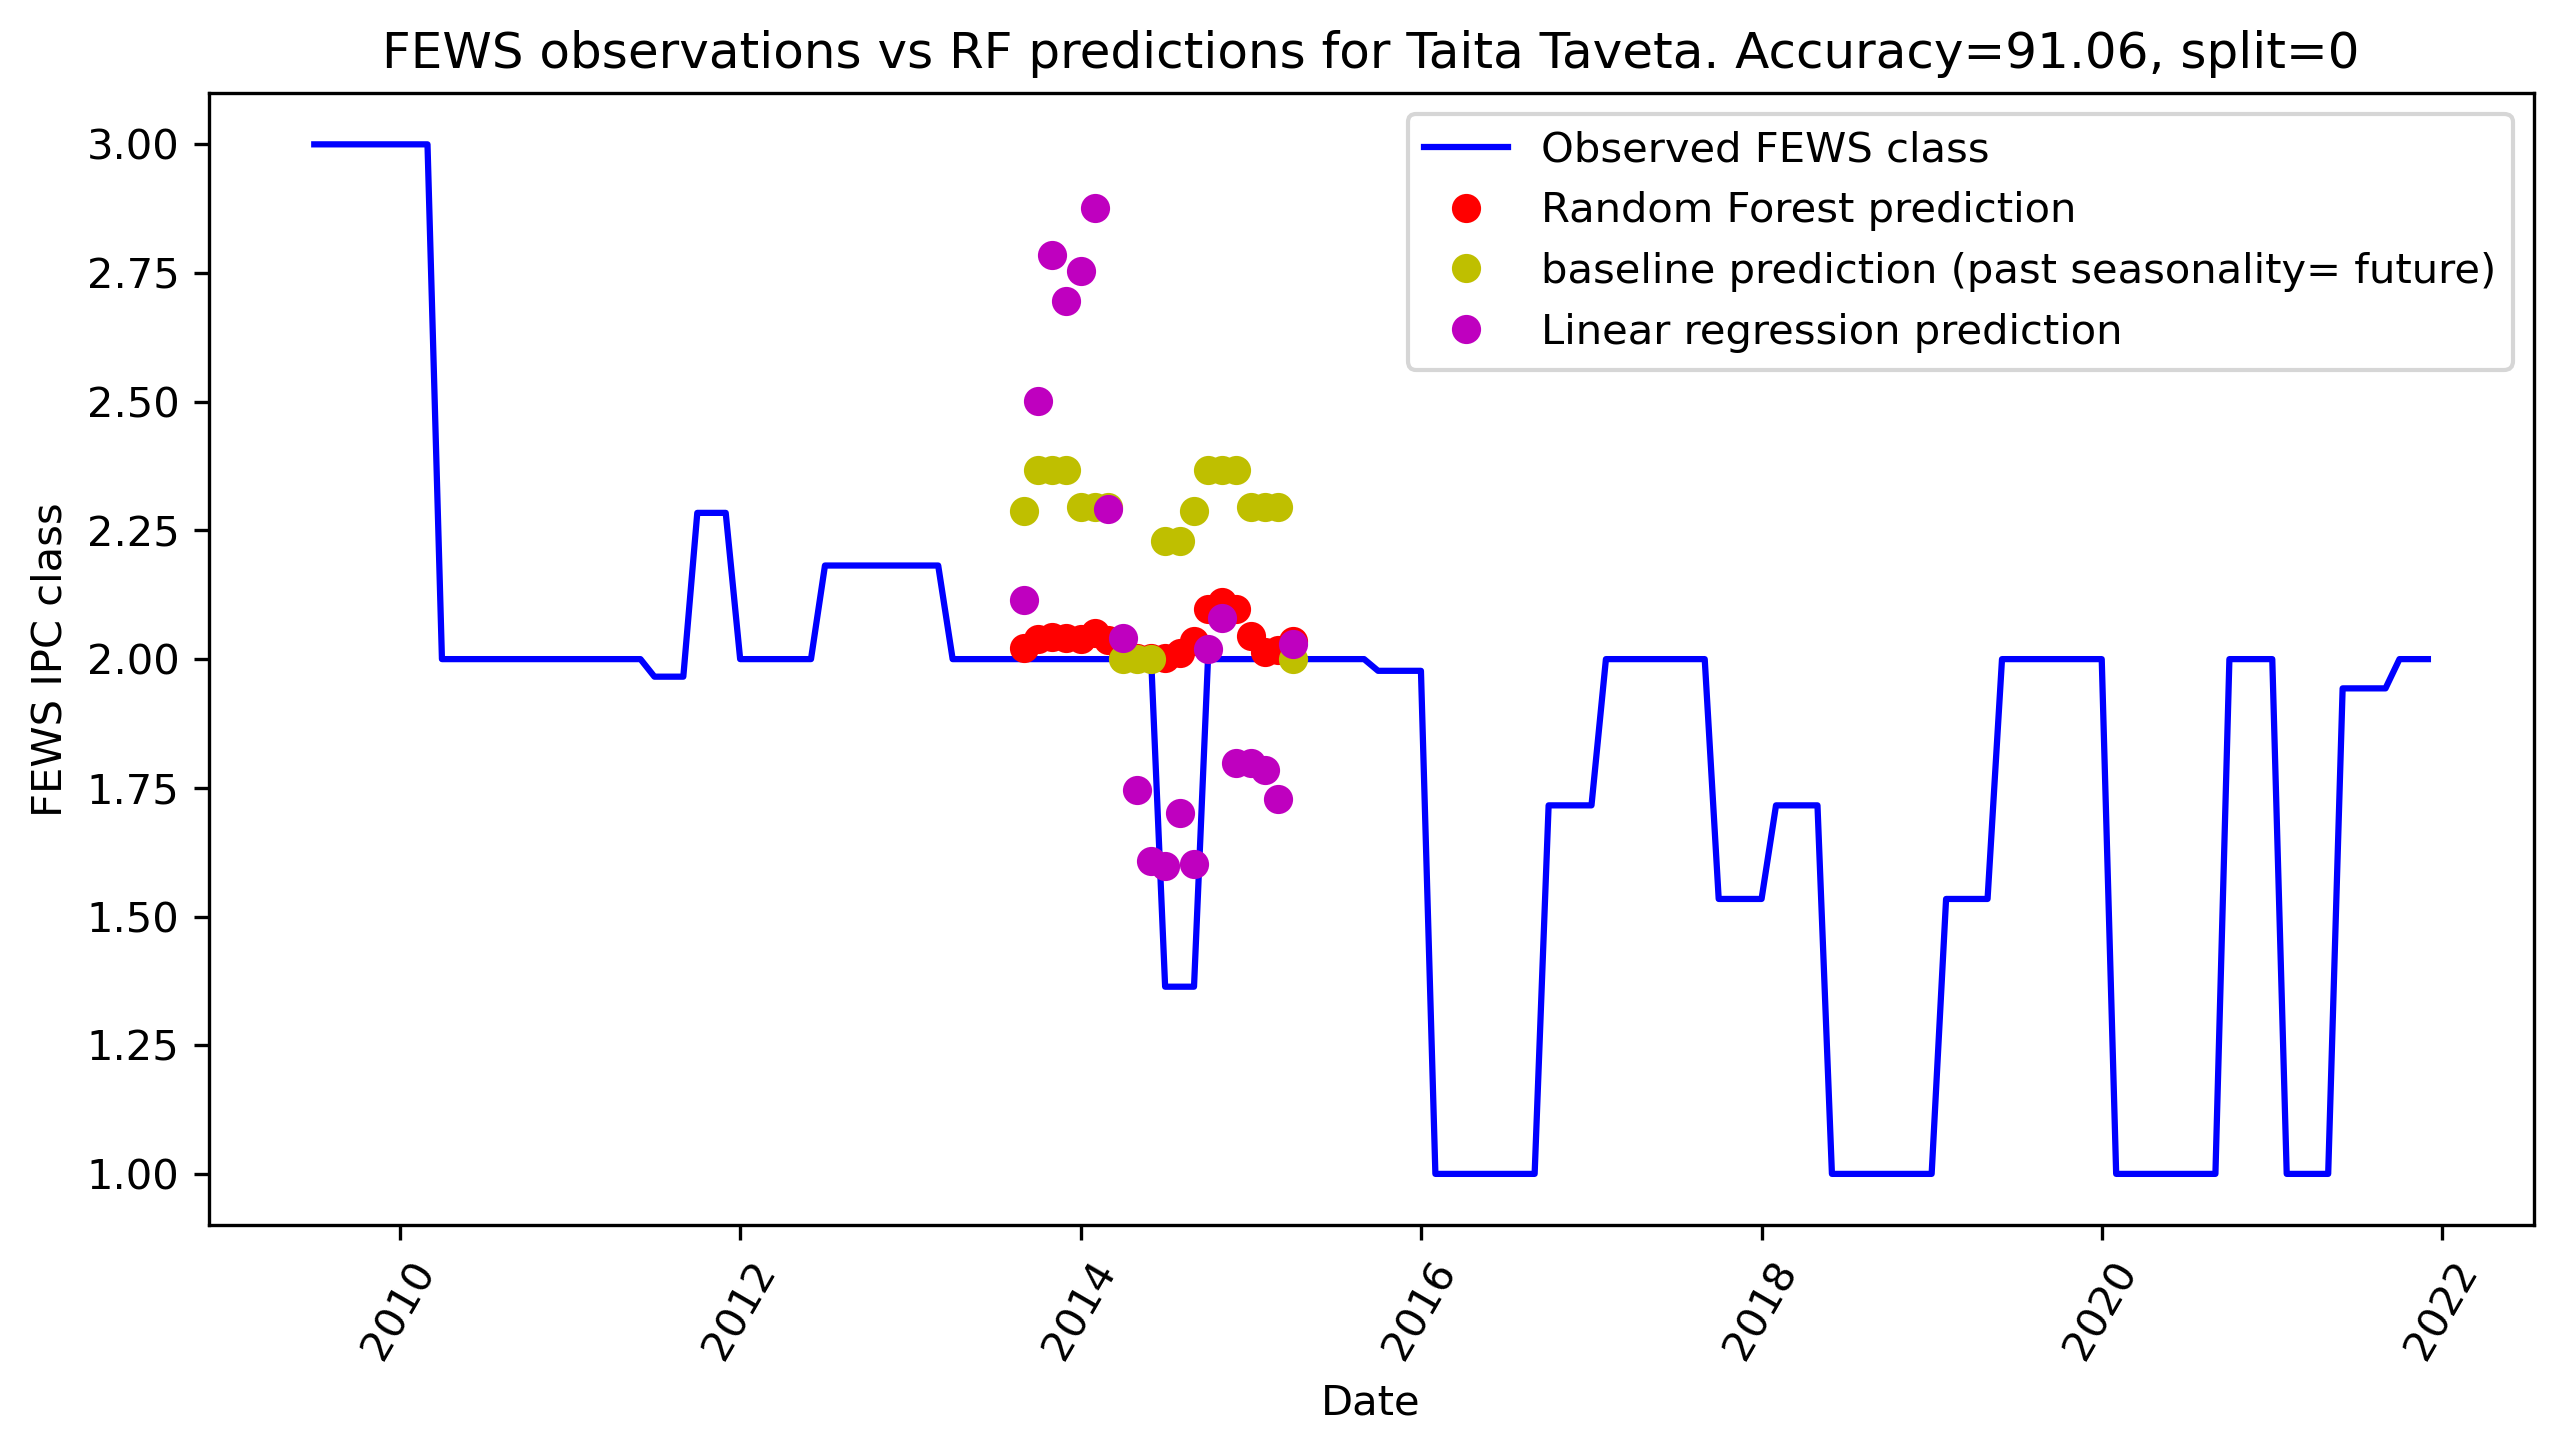 FEWS observations vs RF predictions for Taita Taveta. Accuracy=91.06, split=0
Observed FEWS class
Random Forest prediction
baseline prediction (past seasonality= future)
Linear regression prediction
FEWS IPC class
3.00
2.75
2.50
2.25
2.00
1.75
1.50
1.25
1.00
2010
2012
2014
2016
2018
2020
2022
Date